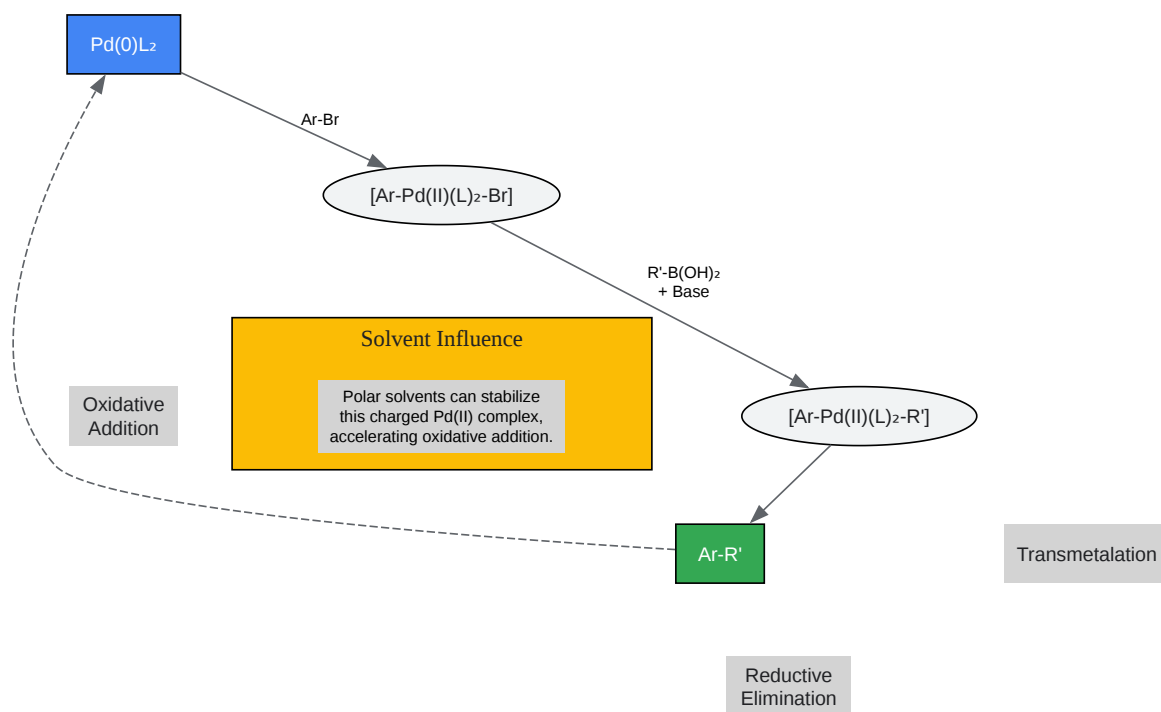 Pd(0)L₂
Ar-Br
[Ar-Pd(II)(L)₂-Br]
R'-B(OH)₂
+ Base
Solvent Influence
Polar solvents can stabilize
this charged Pd(II) complex,
accelerating oxidative addition.
Oxidative
Addition
[Ar-Pd(II)(L)₂-R']
Ar-R'
Transmetalation
Reductive
Elimination